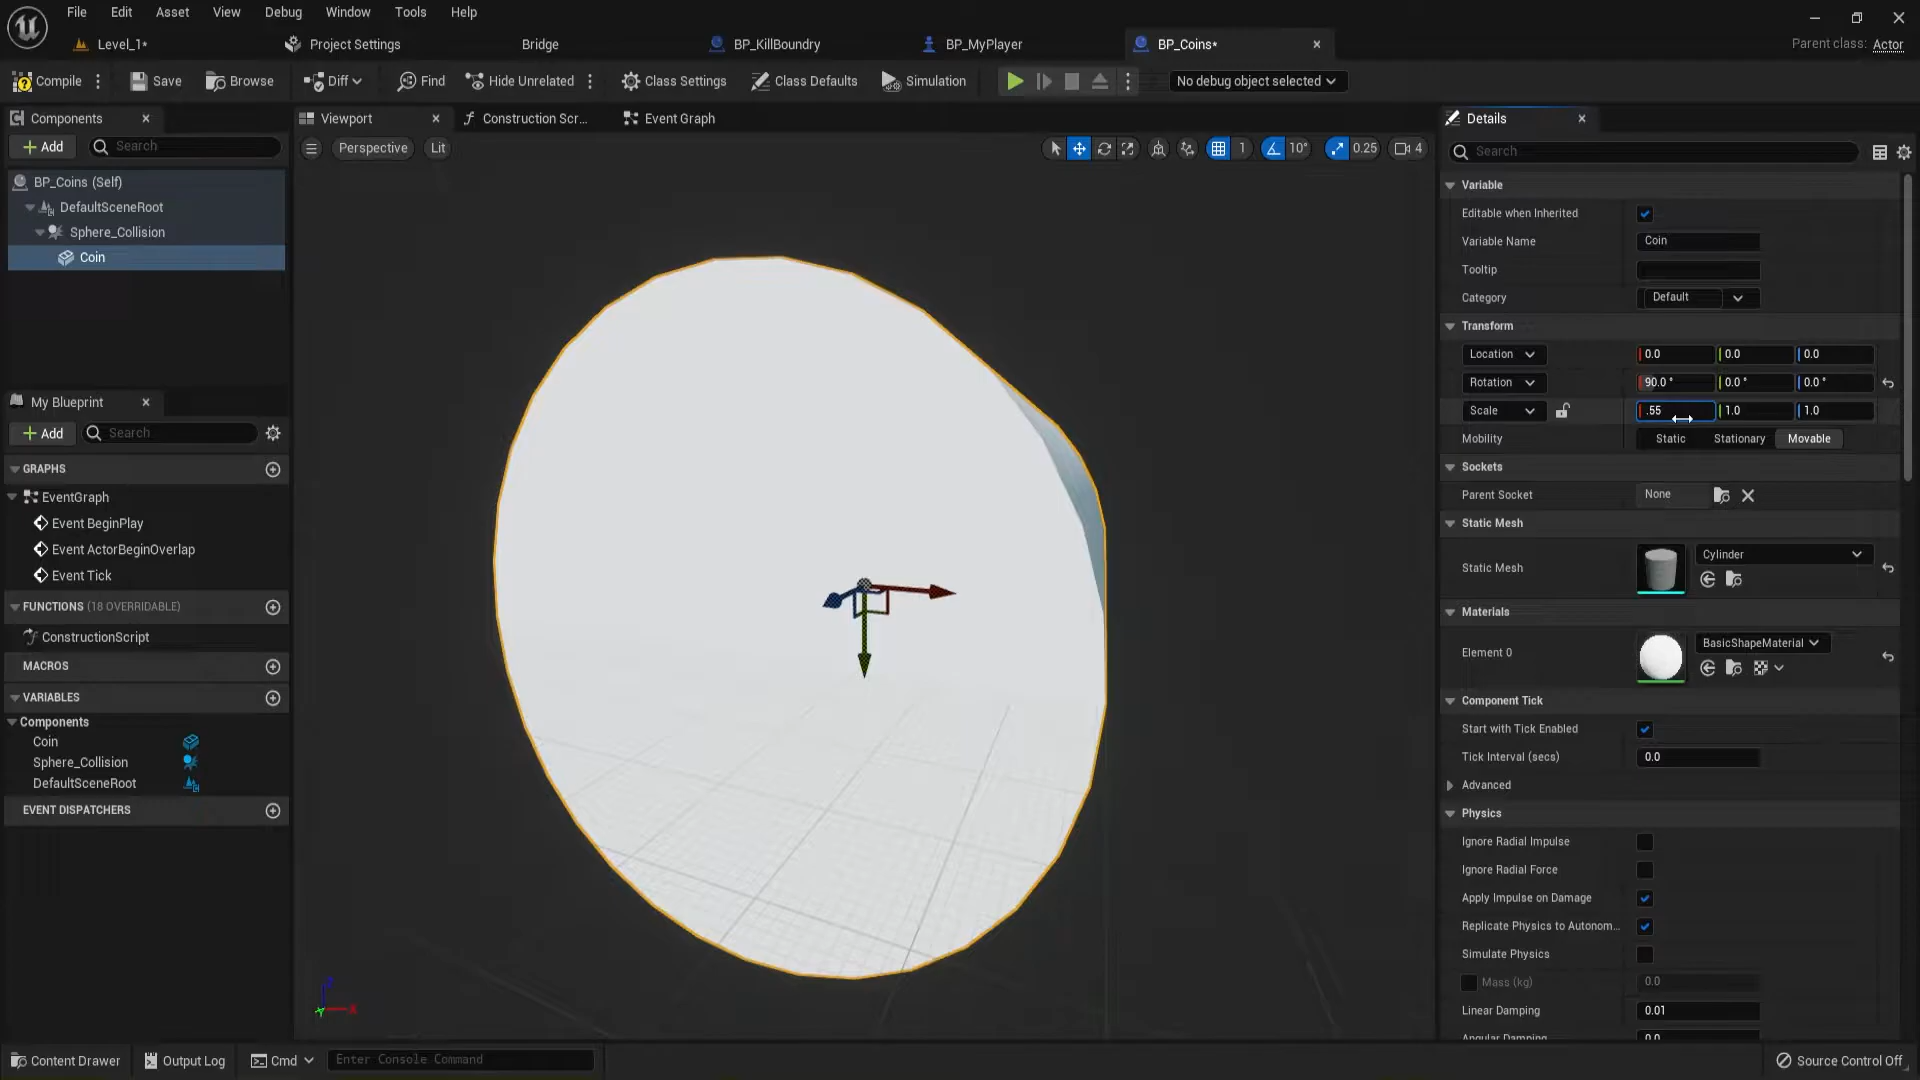 File Edit Asset View Debug Window Tools Help
Level_1* Project Settings Bridge BP_KillBoundry BP_MyPlayer BP_Coins*
Parent class: Actor
Compile Save Browse Diff Find Hide Unrelated Class Settings Class Defaults Simulation No debug object selected
Components
Add Search
BP_Coins (Self)
DefaultSceneRoot
Sphere_Collision
Coin
My Blueprint
Add Search
GRAPHS
EventGraph
Event BeginPlay
Event ActorBeginOverlap
Event Tick
FUNCTIONS (18 OVERRIDABLE)
ConstructionScript
MACROS
VARIABLES
Components
Coin
Sphere_Collision
DefaultSceneRoot
EVENT DISPATCHERS
Viewport Construction Scr... Event Graph
Perspective Lit 1 10° 0.25 4
Z
X
Y
Details
Search
Variable
Editable when Inherited
Variable Name Coin
Tooltip
Category Default
Transform
Location 0.0 0.0 0.0
Rotation 90.0 ° 0.0 ° 0.0 °
Scale .55 1.0 1.0
Mobility Static Stationary Movable
Sockets
Parent Socket None
Static Mesh
Static Mesh Cylinder
Materials
Element 0 BasicShapeMaterial
Component Tick
Start with Tick Enabled
Tick Interval (secs) 0.0
Advanced
Physics
Ignore Radial Impulse
Ignore Radial Force
Apply Impulse on Damage
Replicate Physics to Autonom...
Simulate Physics
Mass (kg) 0.0
Linear Damping 0.01
Angular Damping 0.0
Content Drawer Output Log Cmd Enter Console Command Source Control Off